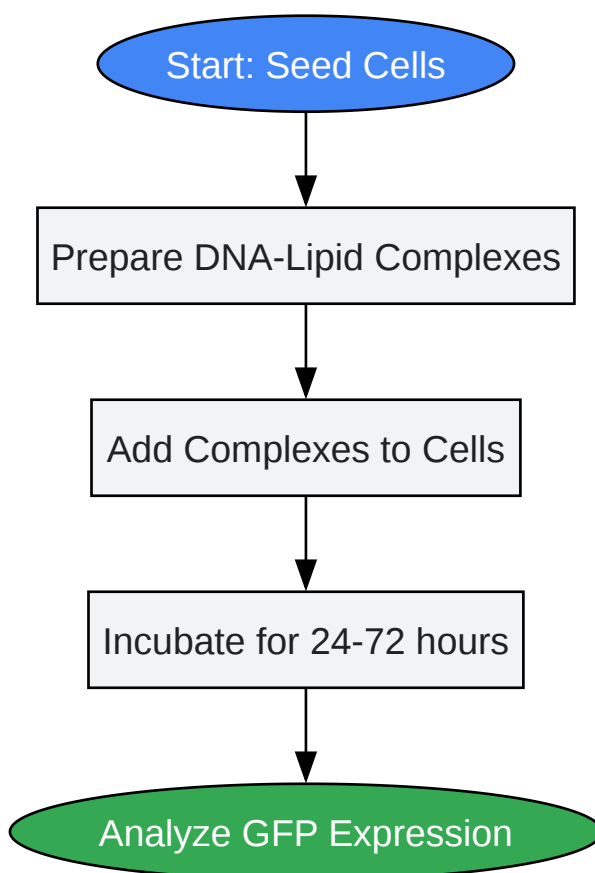 Start: Seed Cells
Prepare DNA-Lipid Complexes
Add Complexes to Cells
Incubate for 24-72 hours
Analyze GFP Expression